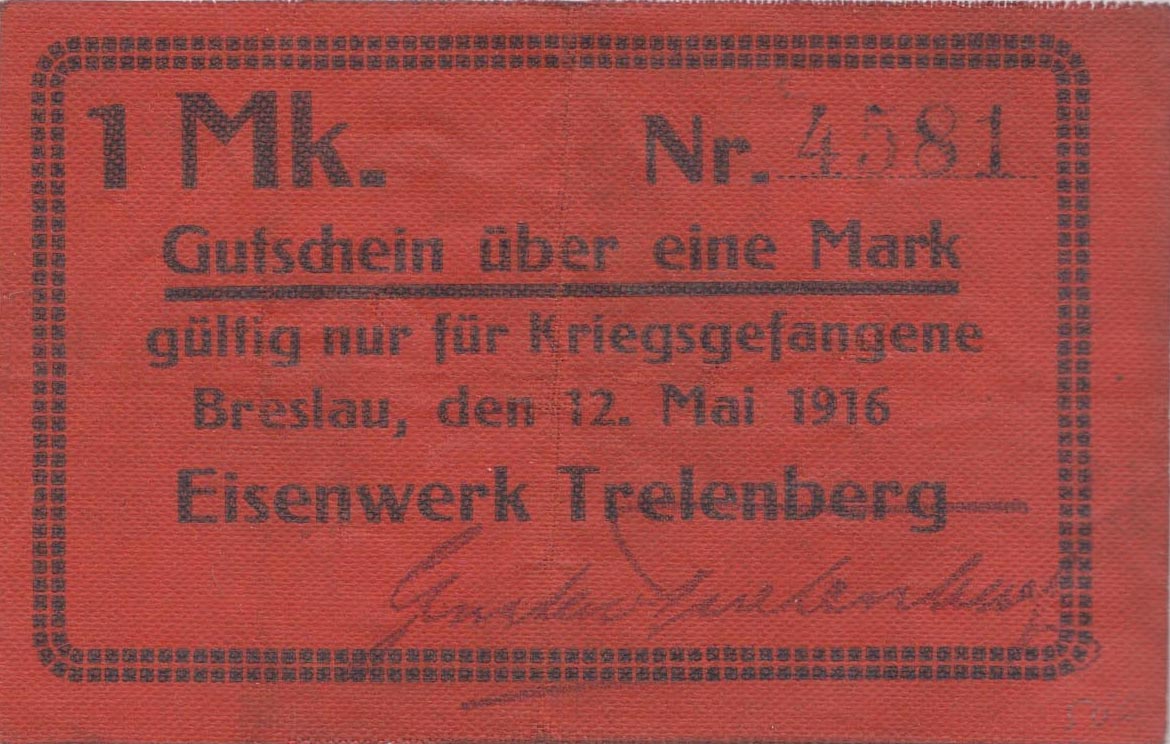 1 Mk. Nr. 4581
Gutschein über eine Mark
gültig nur für Kriegsgefangene
Breslau, den 12. Mai 1916
Eisenwerk Trelenberg